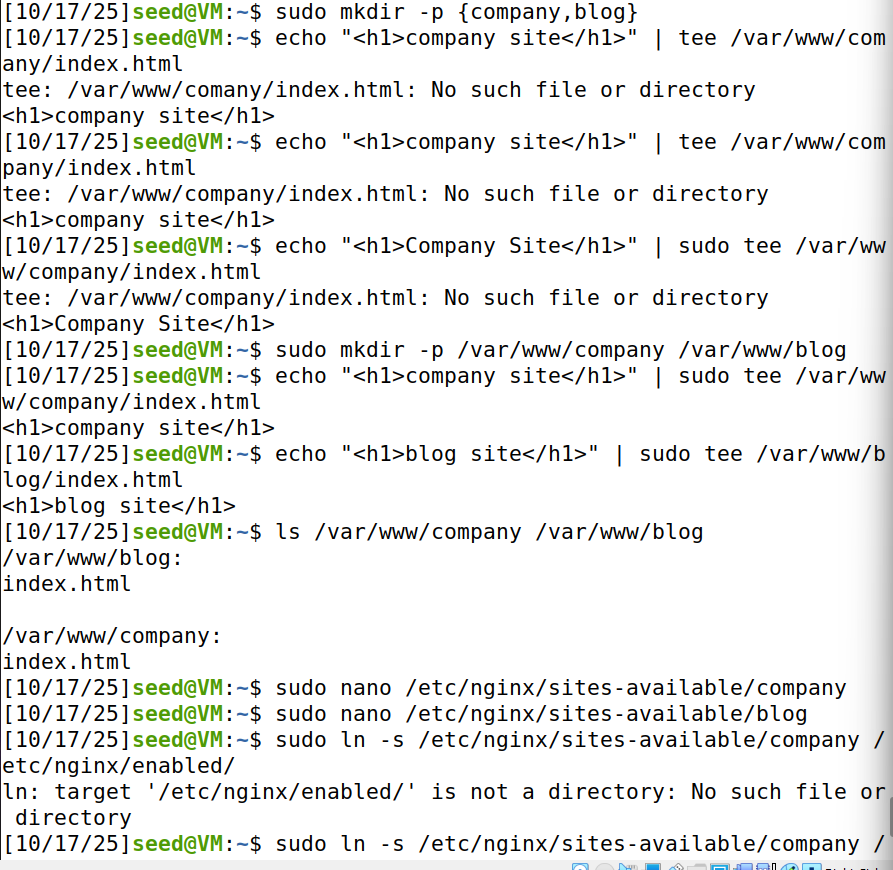 [10/17/25]seed@VM:~$ sudo mkdir -p {company,blog}
[10/17/25]seed@VM:~$ echo "<h1>company site</h1>" | tee /var/www/com
any/index.html
tee: /var/www/comany/index.html: No such file or directory
<h1>company site</h1>
[10/17/25]seed@VM:~$ echo "<h1>company site</h1>" | tee /var/www/com
pany/index.html
tee: /var/www/company/index.html: No such file or directory
<h1>company site</h1>
[10/17/25]seed@VM:~$ echo "<h1>Company Site</h1>" | sudo tee /var/ww
w/company/index.html
tee: /var/www/company/index.html: No such file or directory
<h1>Company Site</h1>
[10/17/25]seed@VM:~$ sudo mkdir -p /var/www/company /var/www/blog
[10/17/25]seed@VM:~$ echo "<h1>company site</h1>" | sudo tee /var/ww
w/company/index.html
<h1>company site</h1>
[10/17/25]seed@VM:~$ echo "<h1>blog site</h1>" | sudo tee /var/www/b
log/index.html
<h1>blog site</h1>
[10/17/25]seed@VM:~$ ls /var/www/company /var/www/blog
/var/www/blog:
index.html

/var/www/company:
index.html
[10/17/25]seed@VM:~$ sudo nano /etc/nginx/sites-available/company
[10/17/25]seed@VM:~$ sudo nano /etc/nginx/sites-available/blog
[10/17/25]seed@VM:~$ sudo ln -s /etc/nginx/sites-available/company /
etc/nginx/enabled/
ln: target '/etc/nginx/enabled/' is not a directory: No such file or
 directory
[10/17/25]seed@VM:~$ sudo ln -s /etc/nginx/sites-available/company /